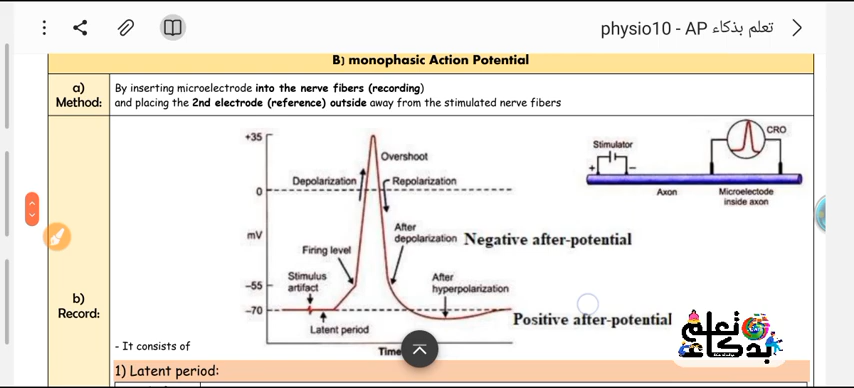 physio10 - AP تعلم بذكاء
B) monophasic Action Potential
a)
Method:
By inserting microelectrode into the nerve fibers (recording)
and placing the 2nd electrode (reference) outside away from the stimulated nerve fibers
b)
Record:
+35
Overshoot
Depolarization
Repolarization
0
After
depolarization
Negative after-potential
mV
Firing level
Stimulus
artifact
After
hyperpolarization
-55
-70
Positive after-potential
Latent period
Time
Stimulator
+
-
CRO
Axon
Microelectode
inside axon
- It consists of
تعلم
بذكاء
1) Latent period: